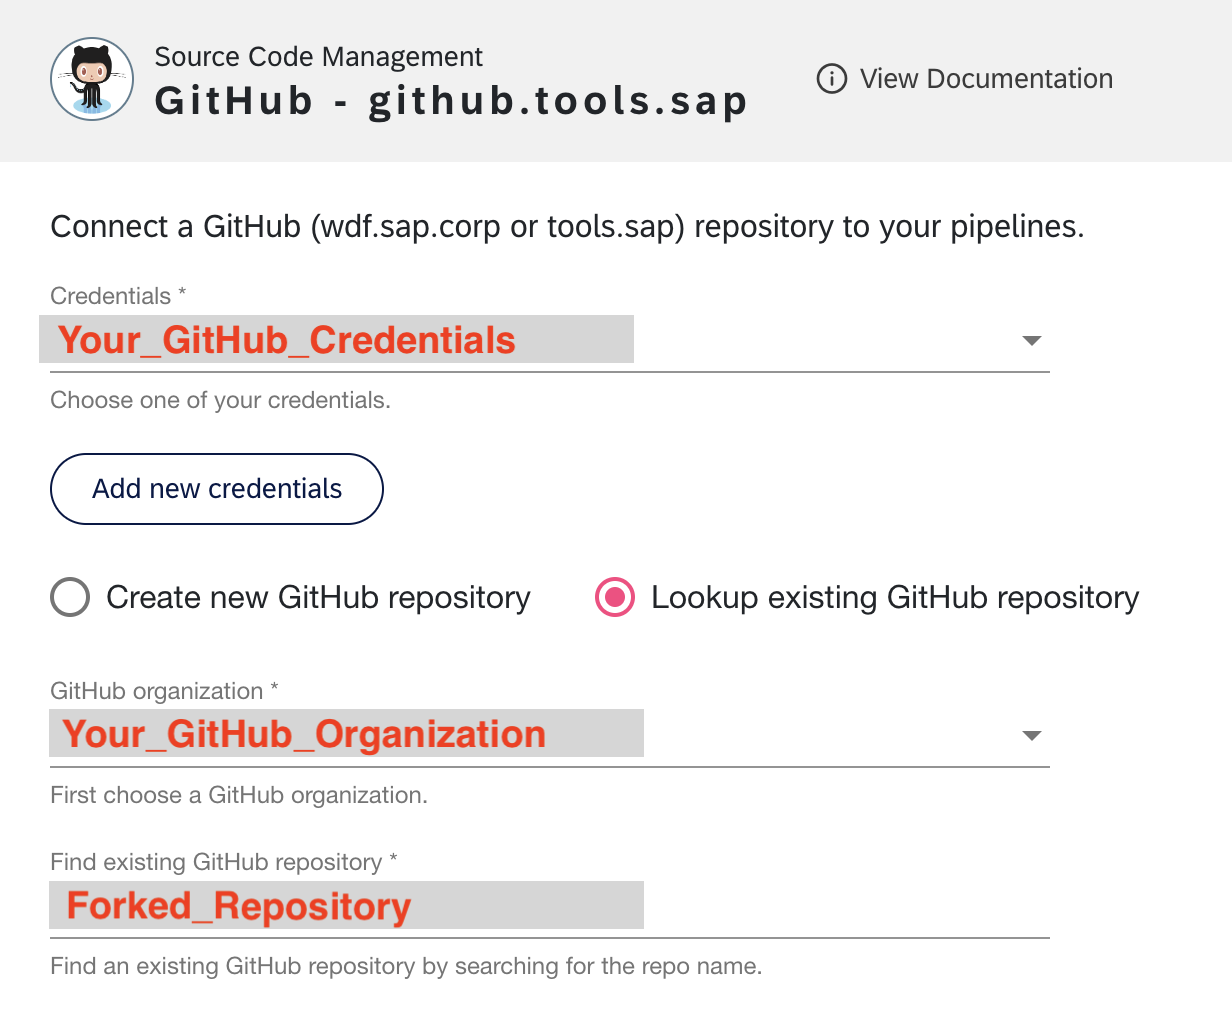 Source Code Management
GitHub - github.tools.sap
View Documentation
Connect a GitHub (wdf.sap.corp or tools.sap) repository to your pipelines.
Credentials *
Your_GitHub_Credentials
Choose one of your credentials.
Add new credentials
Create new GitHub repository
Lookup existing GitHub repository
GitHub organization *
Your_GitHub_Organization
First choose a GitHub organization.
Find existing GitHub repository *
Forked_Repository
Find an existing GitHub repository by searching for the repo name.